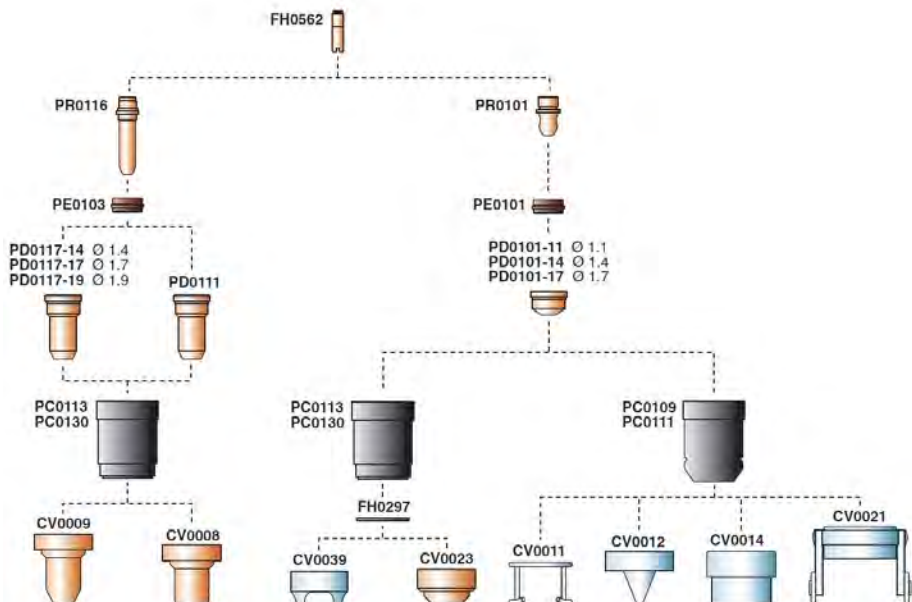 FH0562
PR0116
PR0101
PE0103
PE0101
PD0117-14 Ø 1.4
PD0117-17 Ø 1.7
PD0117-19 Ø 1.9
PD0111
PD0101-11 Ø 1.1
PD0101-14 Ø 1.4
PD0101-17 Ø 1.7
PC0113
PC0130
PC0113
PC0130
PC0109
PC0111
FH0297
CV0009
CV0008
CV0039
CV0023
CV0011
CV0012
CV0014
CV0021